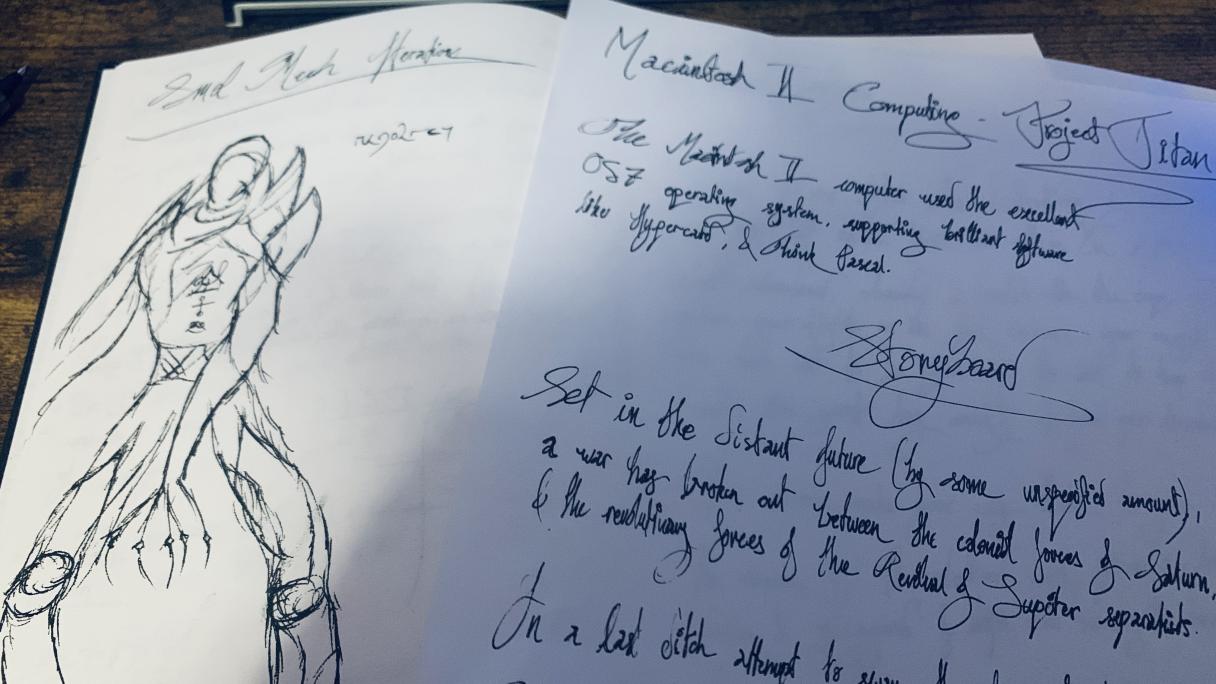 2nd Mech Iteration
Macintosh II Computing - Project Titan
The Macintosh II computer used the excellent
OS7 operating system, supporting brilliant software
like Hypercard, & Think Pascal.
Storyboard
Set in the distant future (by some unspecified amount),
a war has broken out between the colonist forces of Saturn,
& the revolutionary forces of the Revival of Jupiter separatists.
In a last ditch attempt to